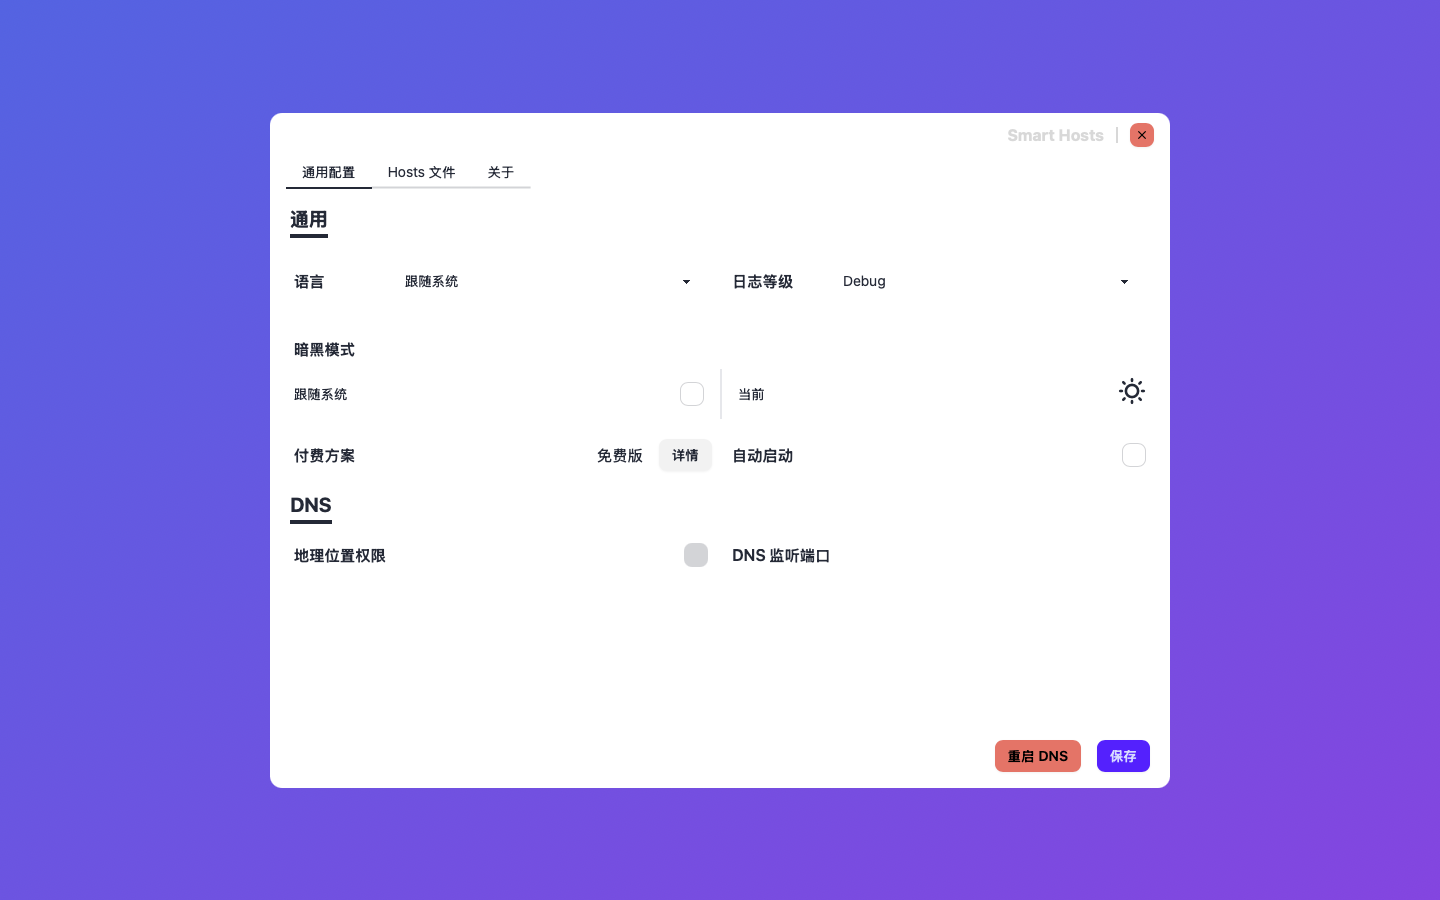 Smart Hosts
通用配置 Hosts 文件 关于
通用
语言 跟随系统 日志等级 Debug
暗黑模式
跟随系统 当前
付费方案 免费版 详情 自动启动
DNS
地理位置权限 DNS 监听端口
重启 DNS 保存